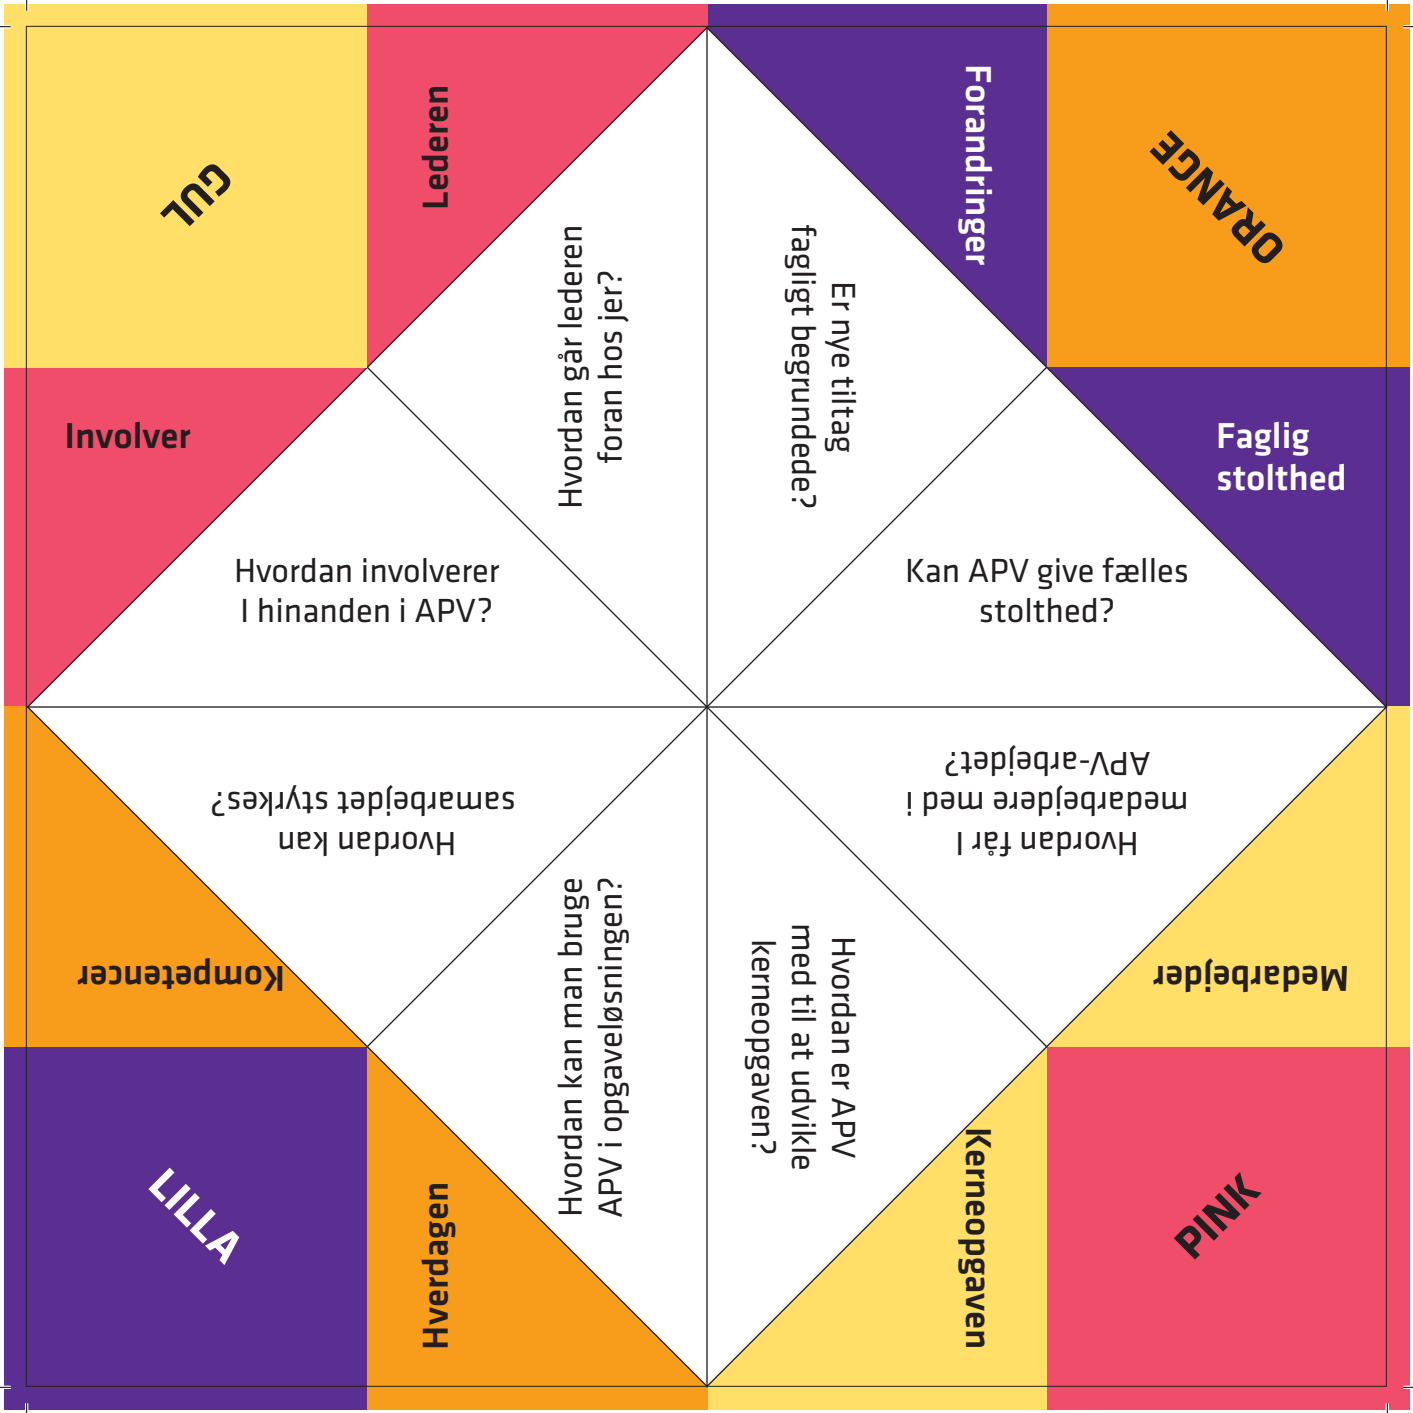 GUL
Lederen
Forandringer
ORANGE
Hvordan går lederen
foran hos jer?
Er nye tiltag
fagligt begrundede?
Involver
Faglig
stolthed
Hvordan involverer
I hinanden i APV?
Kan APV give fælles
stolthed?
Hvordan kan
samarbejdet styrkes?
Hvordan får I
medarbejdere med i
APV-arbejdet?
Kompetencer
Hvordan kan man bruge
APV i opgaveløsningen?
Hvordan er APV
med til at udvikle
kerneopgaven?
Medarbejder
LILLA
Hverdagen
Kerneopgaven
PINK